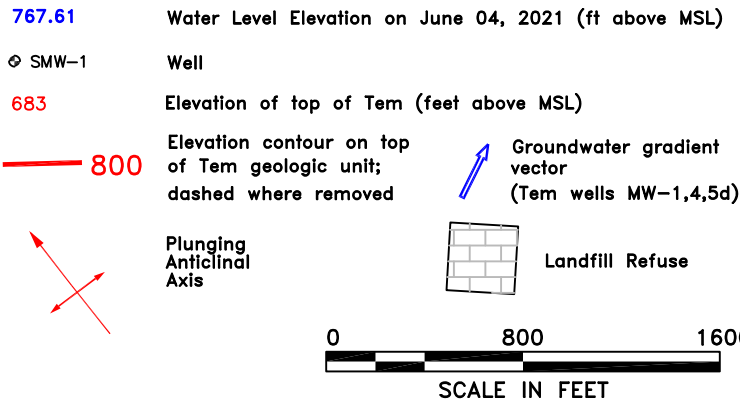 767.61 Water Level Elevation on June 04, 2021 (ft above MSL)
SMW-1 Well
683 Elevation of top of Tem (feet above MSL)
800 Elevation contour on top
of Tem geologic unit;
dashed where removed
Groundwater gradient
vector
(Tem wells MW-1,4,5d)
Plunging
Anticlinal
Axis
Landfill Refuse
0 800 1600
SCALE IN FEET